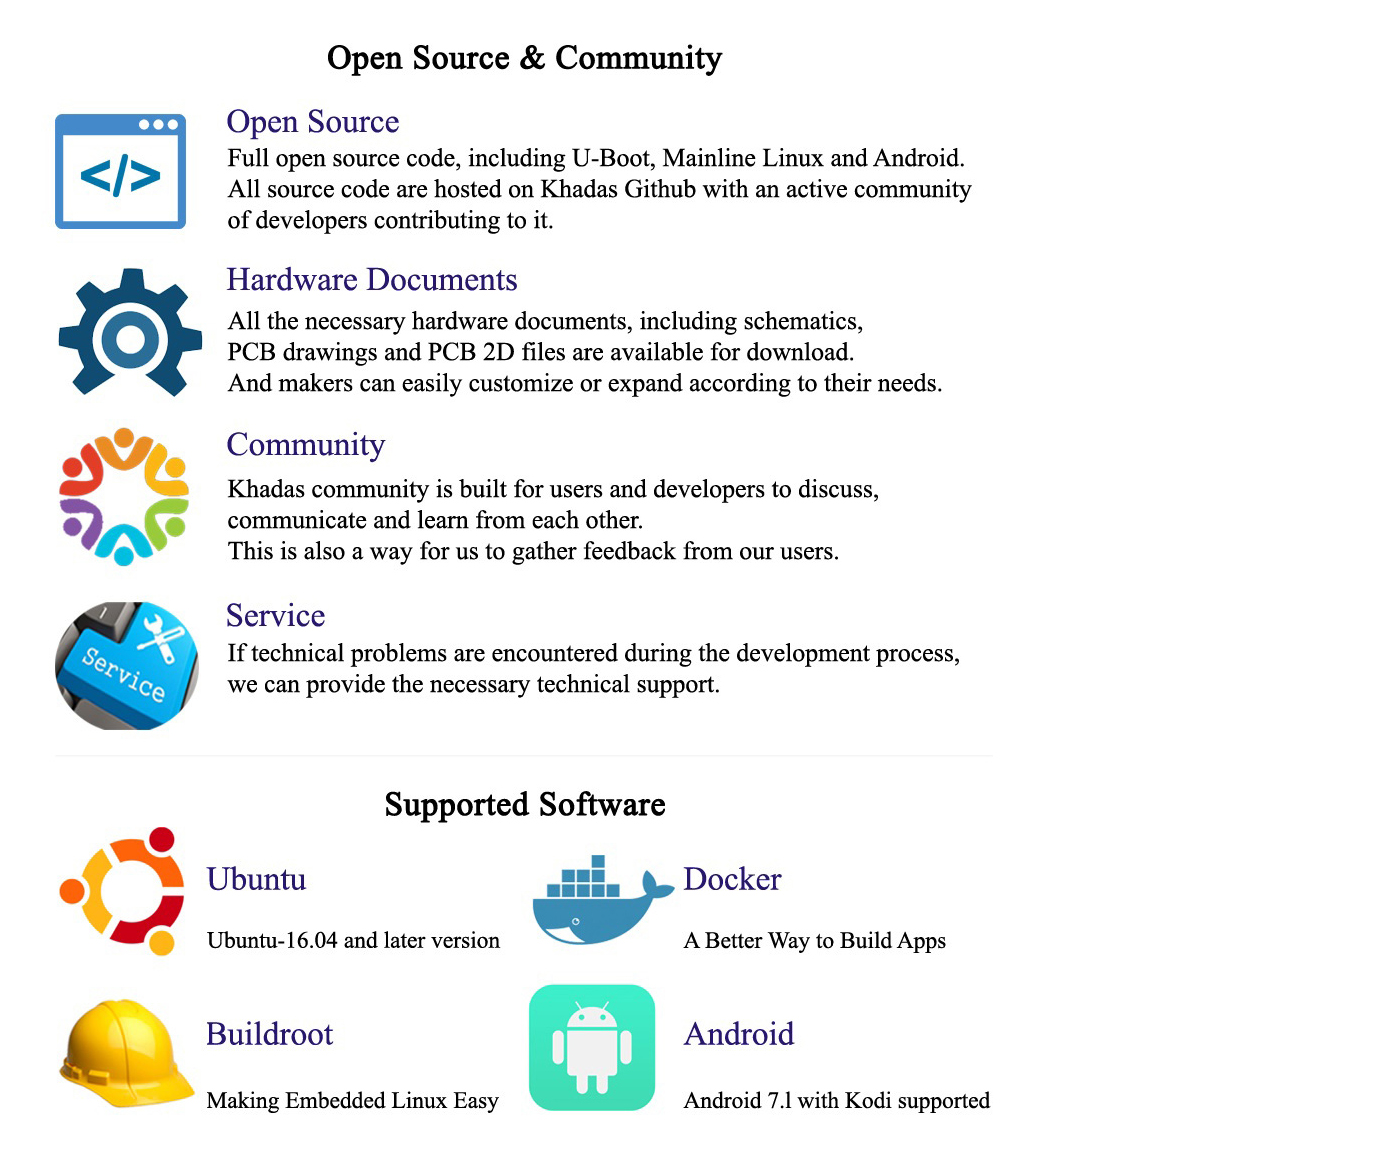 Open Source & Community
Open Source
</>
Full open source code, including U-Boot, Mainline Linux and Android.
All source code are hosted on Khadas Github with an active community
of developers contributing to it.
Hardware Documents
All the necessary hardware documents, including schematics,
PCB drawings and PCB 2D files are available for download.
And makers can easily customize or expand according to their needs.
Community
Khadas community is built for users and developers to discuss,
communicate and learn from each other.
This is also a way for us to gather feedback from our users.
Service
Service
If technical problems are encountered during the development process,
we can provide the necessary technical support.
Supported Software
Ubuntu
Ubuntu-16.04 and later version
Docker
A Better Way to Build Apps
Buildroot
Making Embedded Linux Easy
Android
Android 7.l with Kodi supported